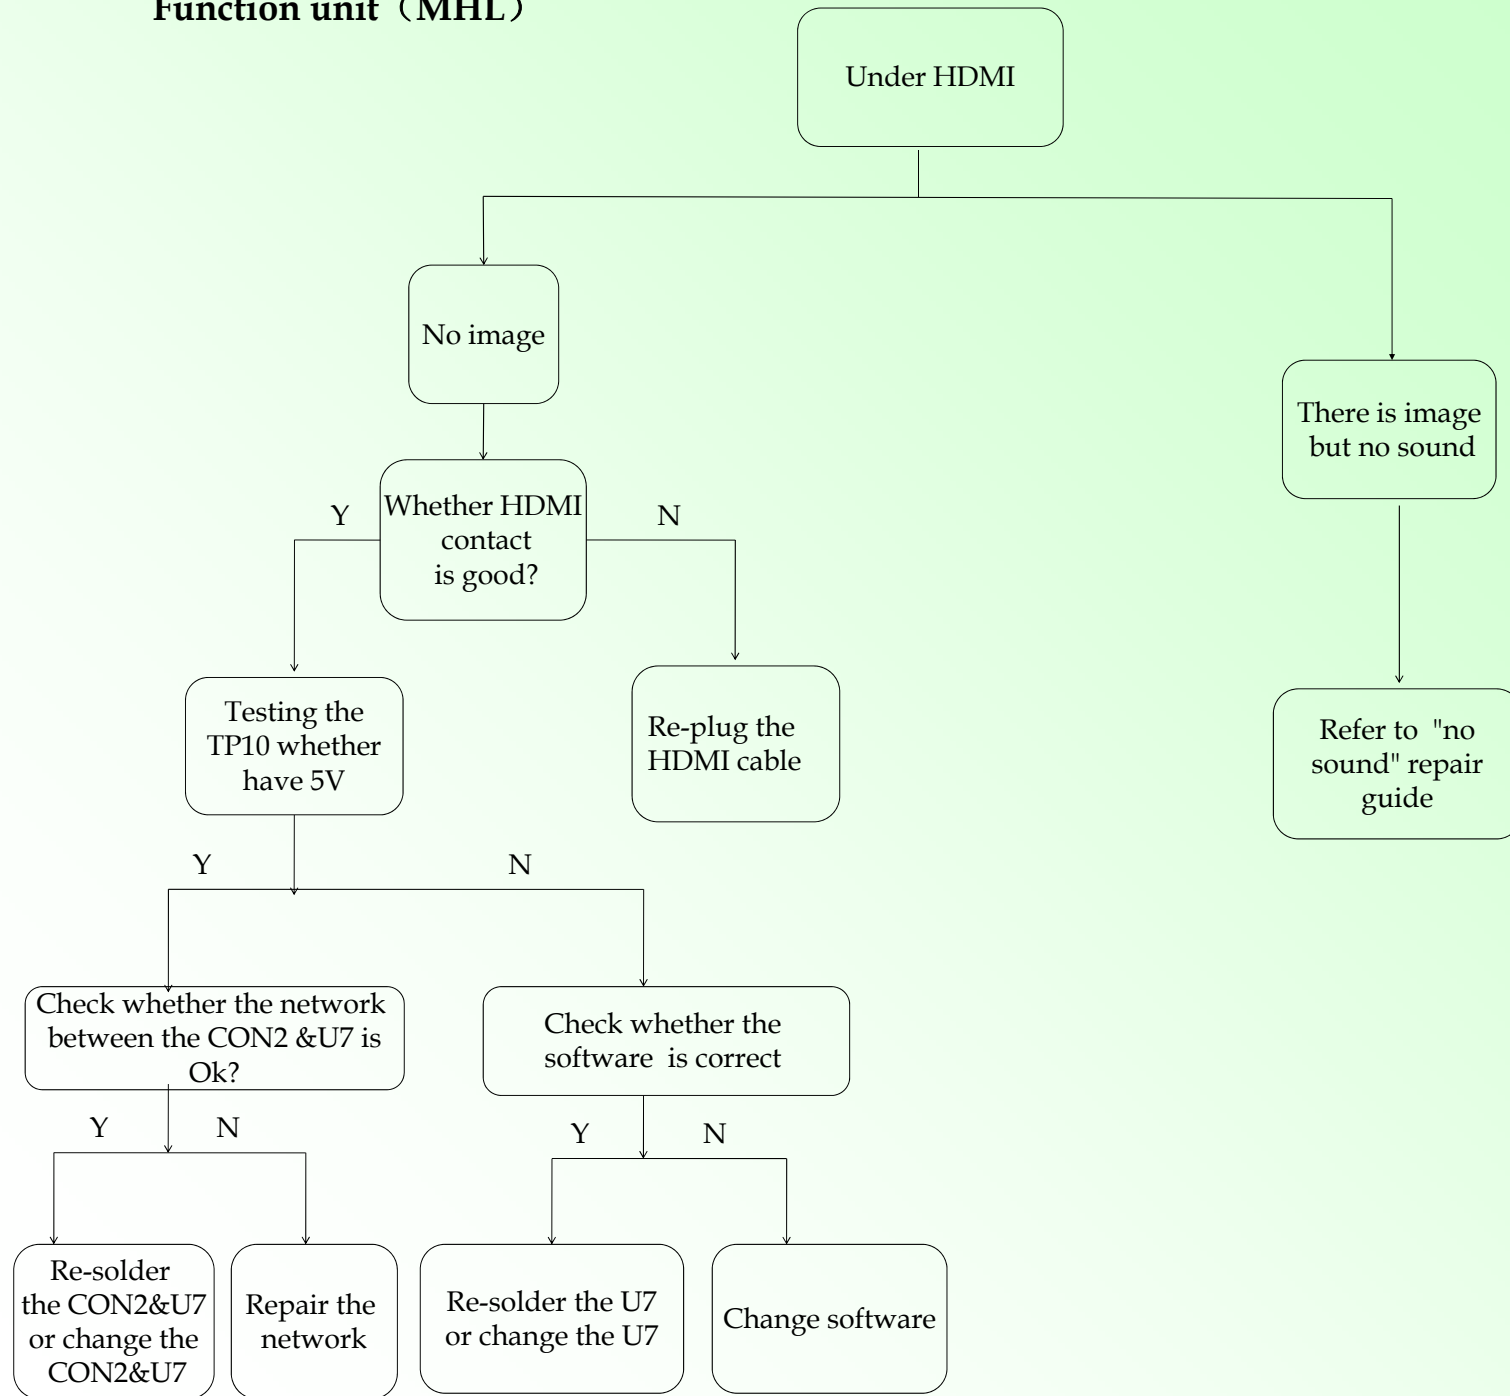 Function unit（MHL）
Under HDMI
No image
There is image
but no sound
Whether HDMI
contact
is good?
Y
N
Testing the
TP10 whether
have 5V
Re-plug the
HDMI cable
Refer to "no
sound" repair
guide
Y
N
Check whether the network
between the CON2 &U7 is
Ok?
Check whether the
software is correct
Y
N
Y
N
Re-solder
the CON2&U7
or change the
CON2&U7
Repair the
network
Re-solder the U7
or change the U7
Change software